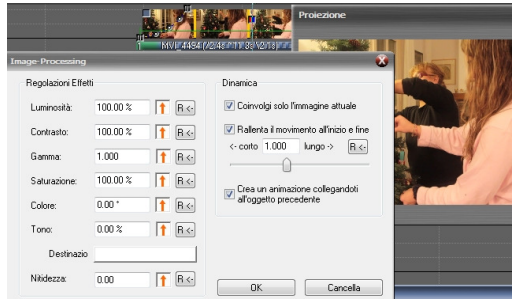 Proiezione
Image-Processing
Regolazioni Effetti
Luminosità: 100.00 % R <-
Contrasto: 100.00 % R <-
Gamma: 1.000 R <-
Saturazione: 100.00 % R <-
Colore: 0.00 ° R <-
Tono: 0.00 % R <-
Destinazio
Nitidezza: 0.00 R <-
Dinamica
Coinvolgi solo l'immagine attuale
Rallenta il movimento all'inizio e fine
<- corto 1.000 lungo -> R <-
Crea un animazione collegandoti
all'oggetto precedente
OK Cancella